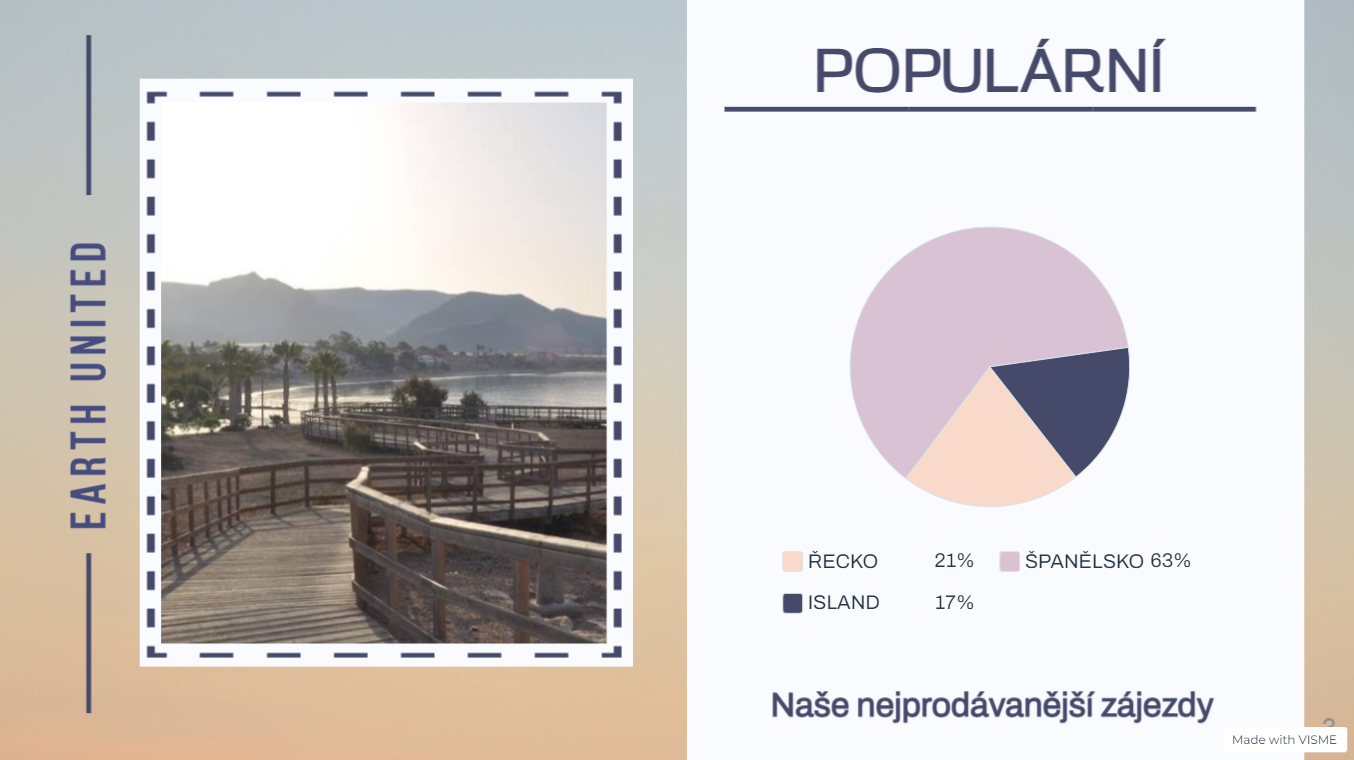 EARTH UNITED
POPULÁRNÍ
ŘECKO 21% ŠPANĚLSKO 63%
ISLAND 17%
Naše nejprodávanější zájezdy
Made with VISME